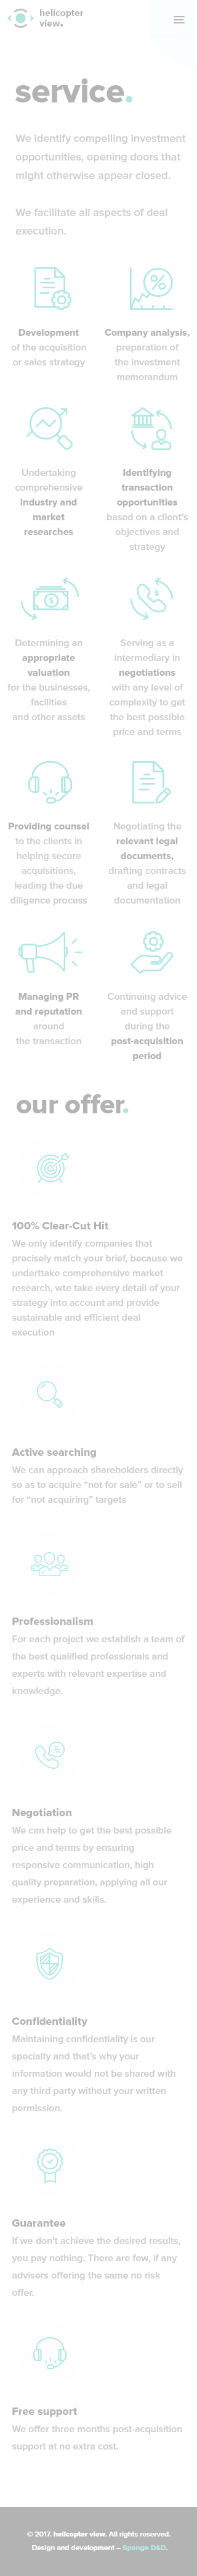 helicopter
view.
service.
We identify compelling investment
opportunities, opening doors that
might otherwise appear closed.
We facilitate all aspects of deal
execution.
Development
of the acquisition
or sales strategy
Company analysis,
preparation of
the investment
memorandum
Undertaking
comprehensive
industry and
market
researches
Identifying
transaction
opportunities
based on a client's
objectives and
strategy
Determining an
appropriate
valuation
for the businesses,
facilities
and other assets
Serving as a
intermediary in
negotiations
with any level of
complexity to get
the best possible
price and terms
Providing counsel
to the clients in
helping secure
acquisitions,
leading the due
diligence process
Negotiating the
relevant legal
documents,
drafting contracts
and legal
documentation
Managing PR
and reputation
around
the transaction
Continuing advice
and support
during the
post-acquisition
period
our offer.
100% Clear-Cut Hit
We only identify companies that
precisely match your brief, because we
underttake comprehensive market
research, wte take every detail of your
strategy into account and provide
sustainable and efficient deal
execution
Active searching
We can approach shareholders directly
so as to acquire "not for sale" or to sell
for "not acquiring" targets
Professionalism
For each project we establish a team of
the best qualified professionals and
experts with relevant expertise and
knowledge.
Negotiation
We can help to get the best possible
price and terms by ensuring
responsive communication, high
quality preparation, applying all our
experience and skills.
Confidentiality
Maintaining confidentiality is our
specialty and that's why your
information would not be shared with
any third party without your written
permission.
Guarantee
If we don't achieve the desired results,
you pay nothing. There are few, if any
advisers offering the same no risk
offer.
Free support
We offer three months post-acquisition
support at no extra cost.
© 2017. helicopter view. All rights reserved.
Design and development – Sponge D&D.